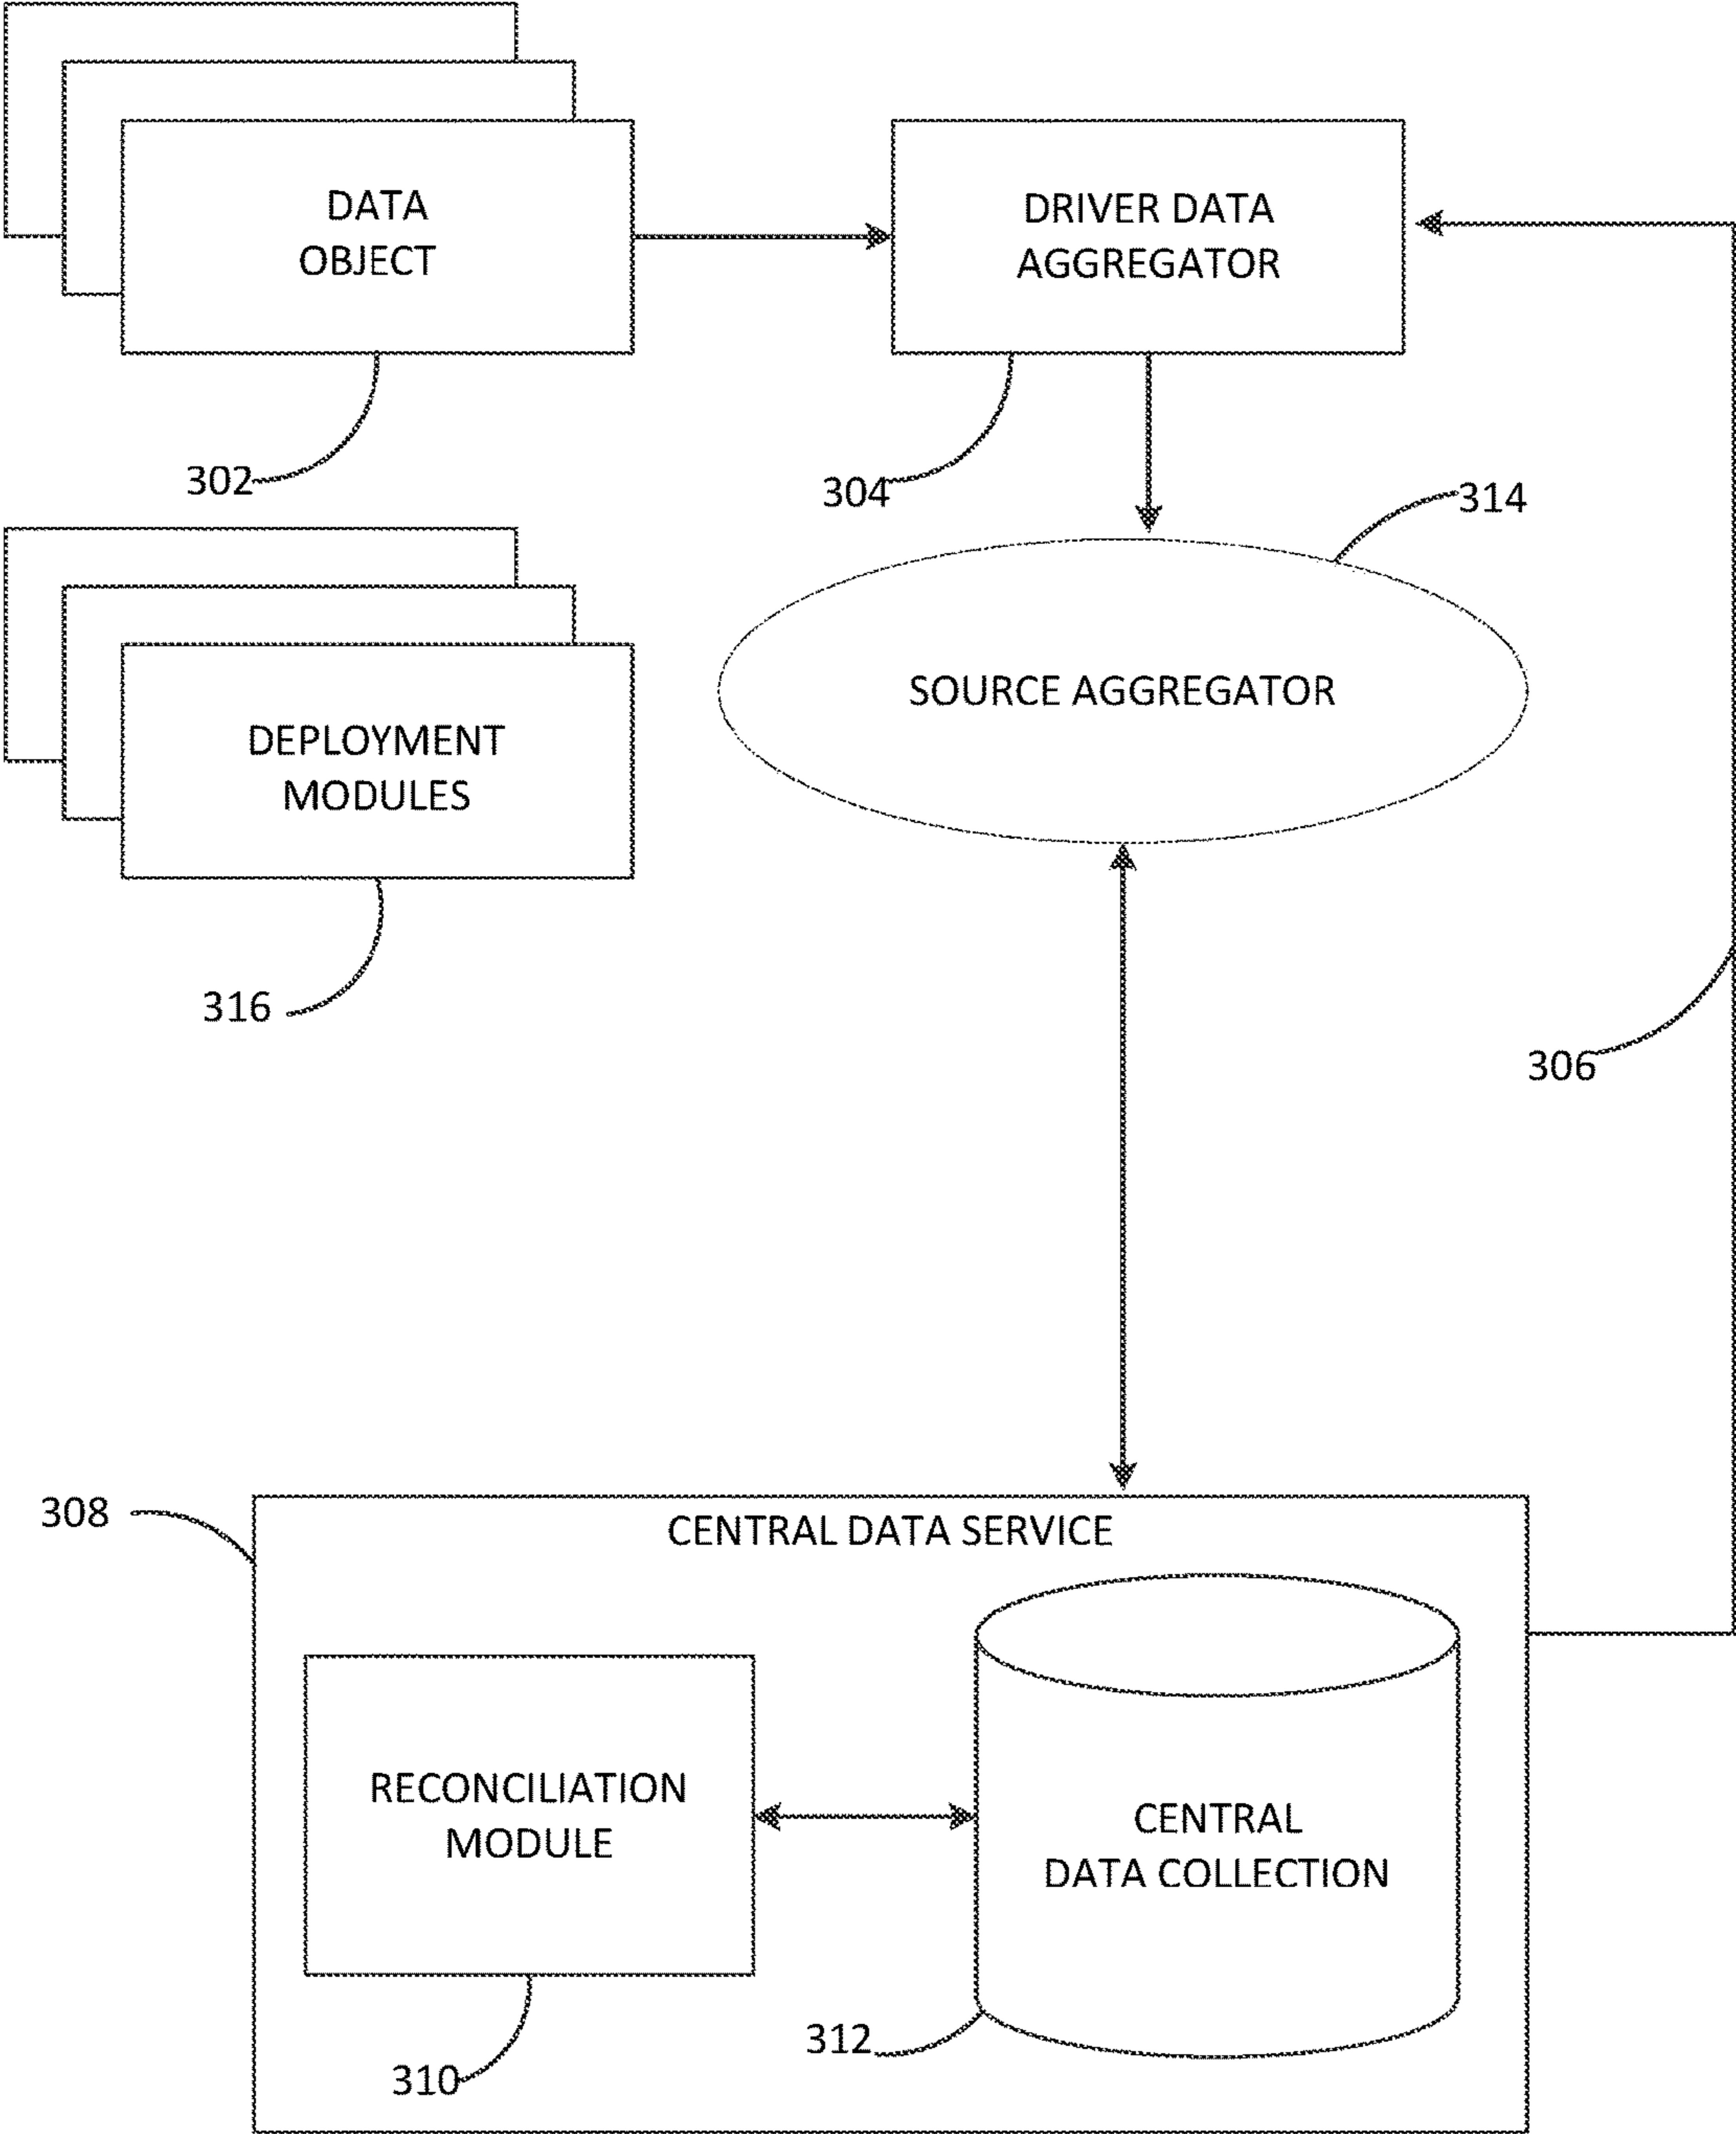 DATA
OBJECT
DRIVER DATA
AGGREGATOR
302
304
314
SOURCE AGGREGATOR
DEPLOYMENT
MODULES
316
306
308
CENTRAL DATA SERVICE
RECONCILIATION
MODULE
CENTRAL
DATA COLLECTION
312
310